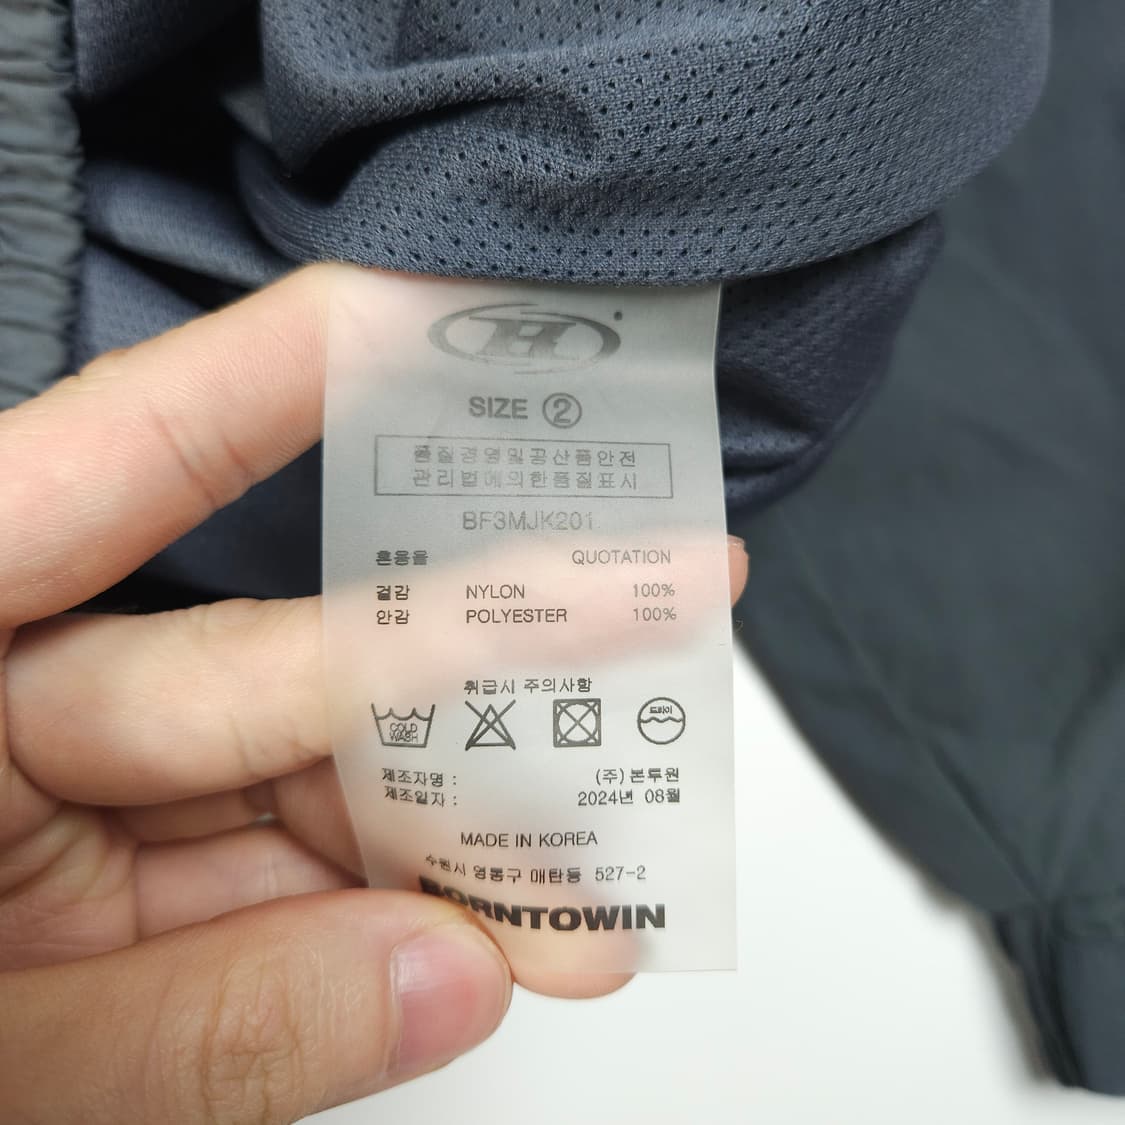 SIZE ②
품질경영및공산품안전
관리법에의한품질표시
BF3MJK201
혼용율 QUOTATION
겉감 NYLON 100%
안감 POLYESTER 100%
취급시 주의사항
COLD WASH 드라이
제조자명 : (주)본투윈
제조일자 : 2024년 08월
MADE IN KOREA
수원시 영통구 매탄동 527-2
BORNTOWIN